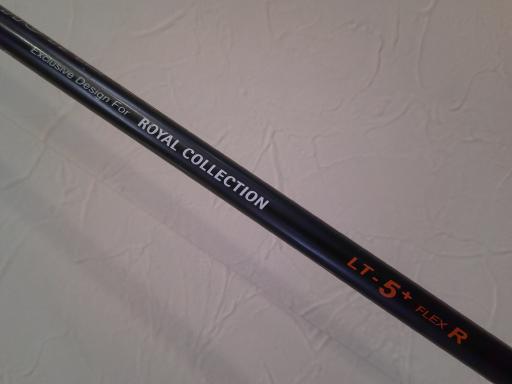 Exclusive Design For ROYAL COLLECTION LT-5+ FLEX R